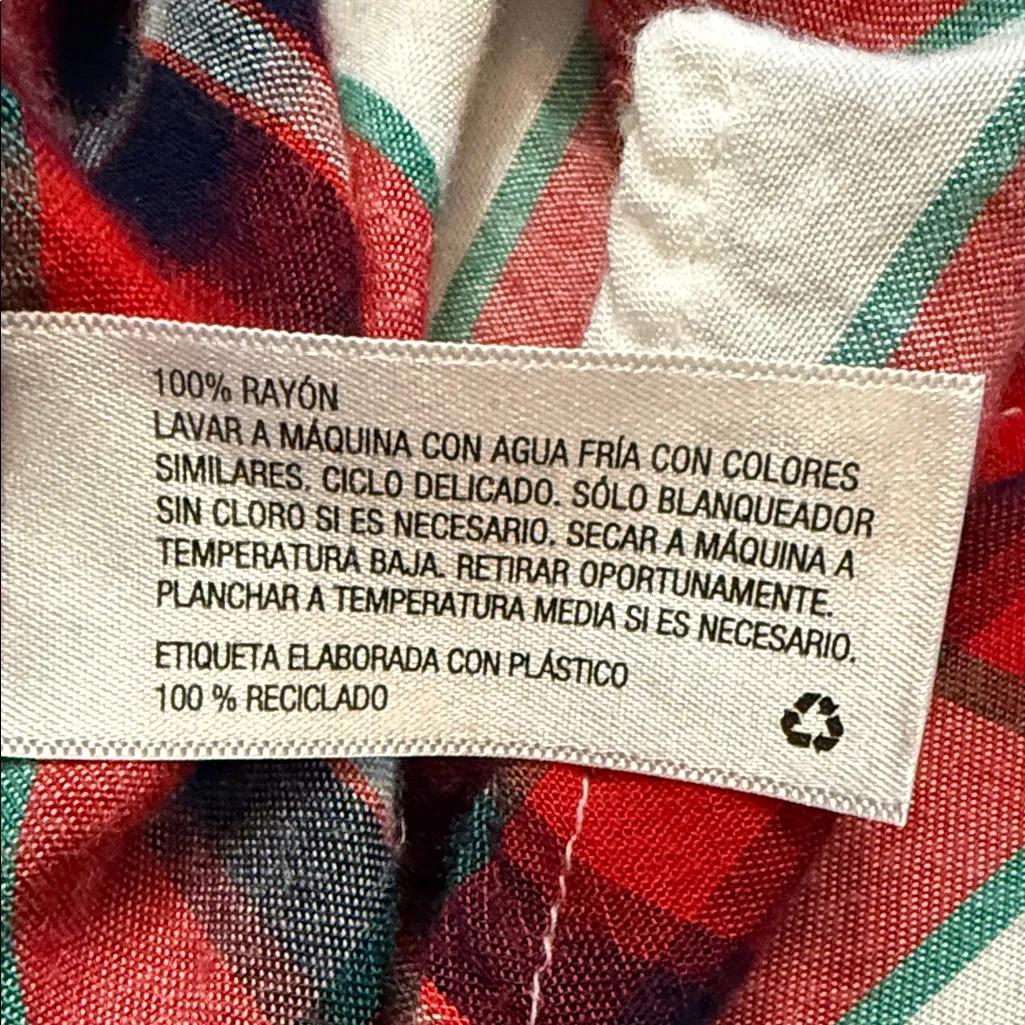 100% RAYÓN
LAVAR A MÁQUINA CON AGUA FRÍA CON COLORES
SIMILARES. CICLO DELICADO. SÓLO BLANQUEADOR
SIN CLORO SI ES NECESARIO. SECAR A MÁQUINA A
TEMPERATURA BAJA. RETIRAR OPORTUNAMENTE.
PLANCHAR A TEMPERATURA MEDIA SI ES NECESARIO.
ETIQUETA ELABORADA CON PLÁSTICO
100 % RECICLADO